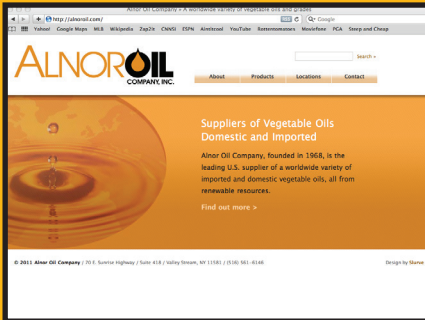 Alnor Oil Company • A worldwide variety of vegetable oils and grades
http://alnoroil.com/
Google
Yahoo! Google Maps MLB Wikipedia Zap2it CNNSI ESPN Aintitcool YouTube Rottentomatoes Moviefone PGA Steep and Cheap
Search »
ALNOROIL
COMPANY, INC.
About Products Locations Contact
Suppliers of Vegetable Oils
Domestic and Imported
Alnor Oil Company, founded in 1968, is the
leading U.S. supplier of a worldwide variety of
imported and domestic vegetable oils, all from
renewable resources.
Find out more >
© 2011 Alnor Oil Company / 70 E. Sunrise Highway / Suite 418 / Valley Stream, NY 11581 / (516) 561-6146
Design by Slurve